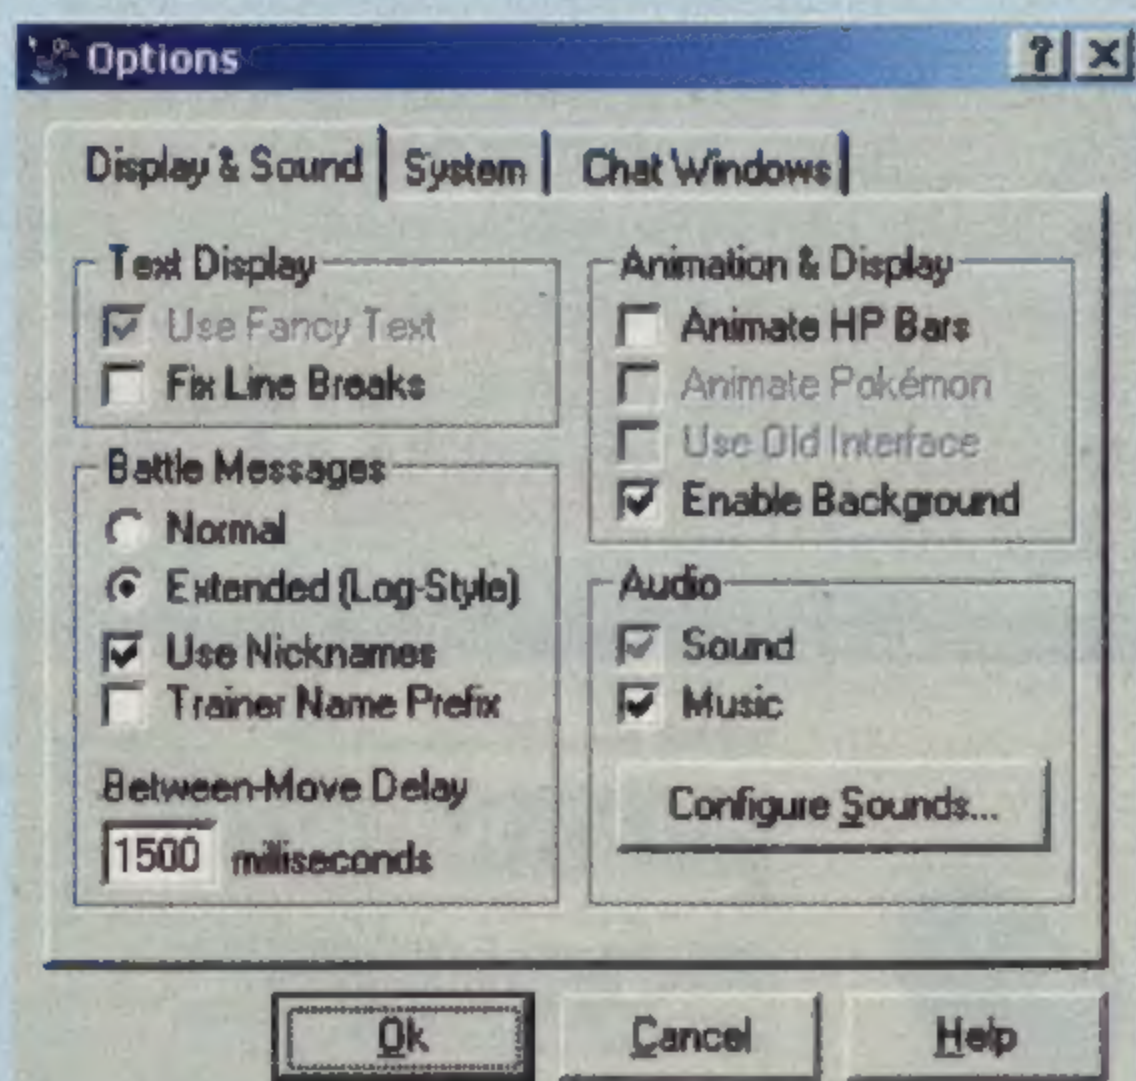 Options
Display & Sound
System
Chat Windows
Text Display
Use Fancy Text
Fix Line Breaks
Battle Messages
Normal
Extended (Log-Style)
Use Nicknames
Trainer Name Prefix
Between-Move Delay
1500 milliseconds
Animation & Display
Animate HP Bars
Animate Pokémon
Use Old Interface
Enable Background
Audio
Sound
Music
Configure Sounds...
Ok
Cancel
Help